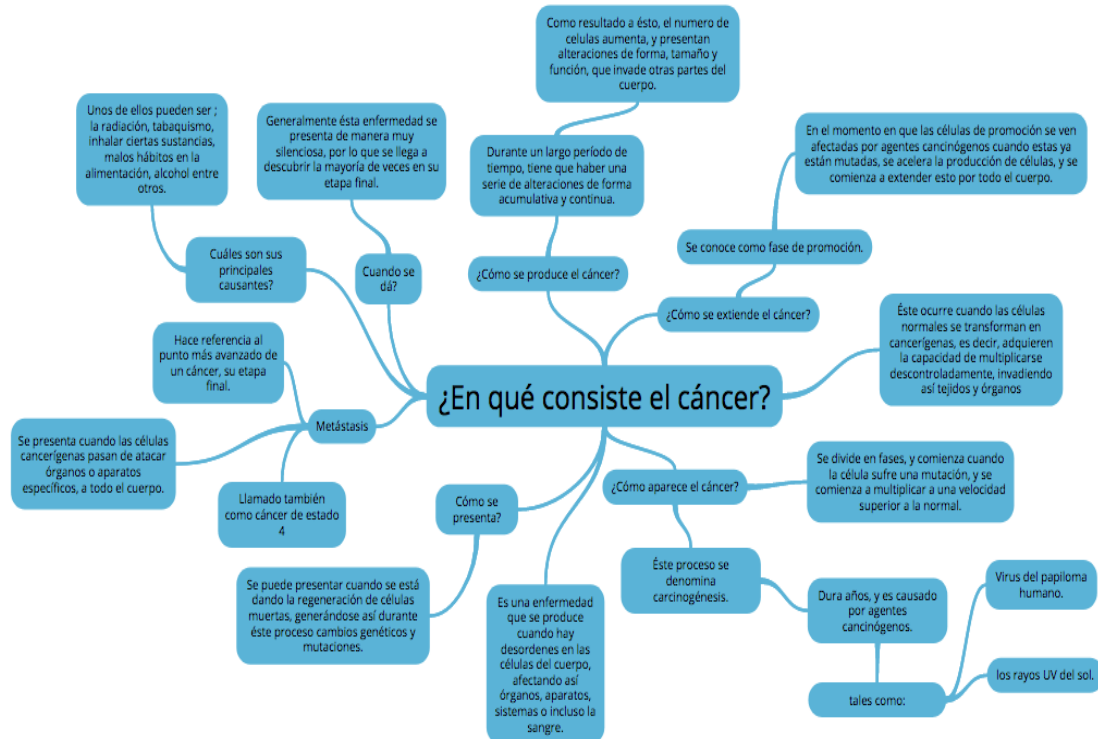 Como resultado a ésto, el numero de
celulas aumenta, y presentan
alteraciones de forma, tamaño y
función, que invade otras partes del
cuerpo.
Unos de ellos pueden ser ;
la radiación, tabaquismo,
inhalar ciertas sustancias,
malos hábitos en la
alimentación, alcohol entre
otros.
Generalmente ésta enfermedad se
presenta de manera muy
silenciosa, por lo que se llega a
descubrir la mayoría de veces en su
etapa final.
Durante un largo período de
tiempo, tiene que haber una
serie de alteraciones de forma
acumulativa y continua.
En el momento en que las células de promoción se ven
afectadas por agentes cancinógenos cuando estas ya
están mutadas, se acelera la producción de células, y se
comienza a extender esto por todo el cuerpo.
Cuáles son sus
principales
causantes?
Cuando se
dá?
¿Cómo se produce el cáncer?
Se conoce como fase de promoción.
¿Cómo se extiende el cáncer?
Hace referencia al
punto más avanzado de
un cáncer, su etapa
final.
Éste ocurre cuando las células
normales se transforman en
cancerígenas, es decir, adquieren
la capacidad de multiplicarse
descontroladamente, invadiendo
así tejidos y órganos
¿En qué consiste el cáncer?
Metástasis
Se presenta cuando las células
cancerígenas pasan de atacar
órganos o aparatos
específicos, a todo el cuerpo.
Llamado también
como cáncer de estado
4
Cómo se
presenta?
¿Cómo aparece el cáncer?
Se divide en fases, y comienza cuando
la célula sufre una mutación, y se
comienza a multiplicar a una velocidad
superior a la normal.
Se puede presentar cuando se está
dando la regeneración de células
muertas, generándose así durante
éste proceso cambios genéticos y
mutaciones.
Es una enfermedad
que se produce
cuando hay
desordenes en las
células del cuerpo,
afectando así
órganos, aparatos,
sistemas o incluso la
sangre.
Éste proceso se
denomina
carcinogénesis.
Dura años, y es causado
por agentes
cancinógenos.
tales como:
Virus del papiloma
humano.
los rayos UV del sol.